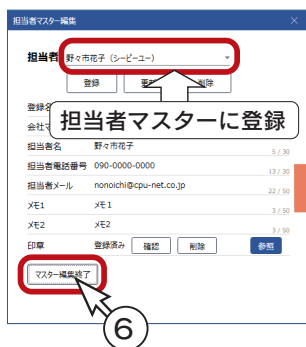 担当者マスター編集
担当者 野々市花子（シーピーユー）
登録 削除
担当者マスターに登録
担当者名 野々市花子
5 / 30
担当者電話番号 090-0000-0000
13 / 30
担当者メール nonoichi@cpu-net.co.jp
22 / 50
メモ1 メモ1
3 / 50
メモ2 メモ2
3 / 50
印章 登録済み 確認 削除 参照
マスター編集終了
⑥